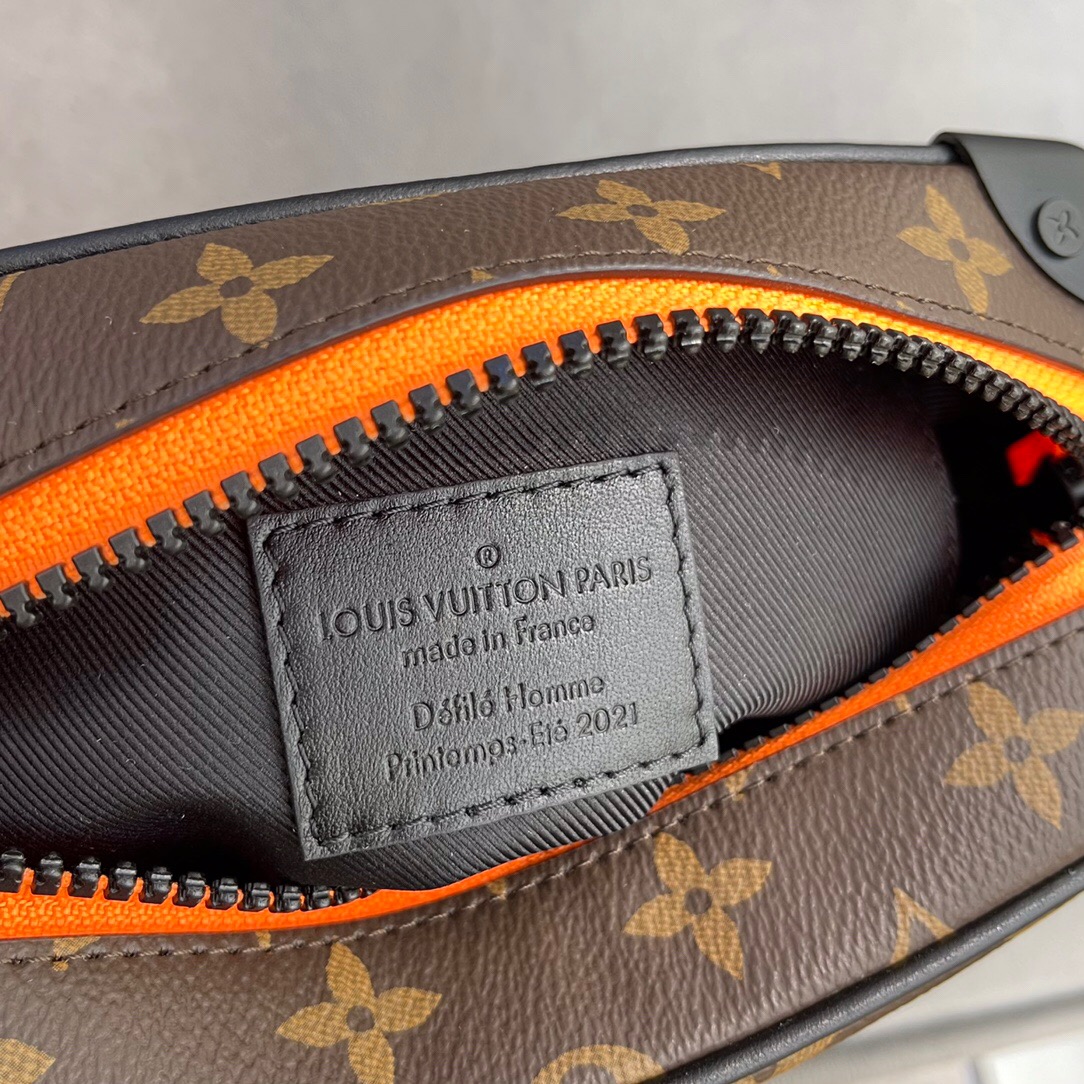 ®
LOUIS VUITTON PARIS
made in France
Défilé Homme
Printemps-Eté 2021